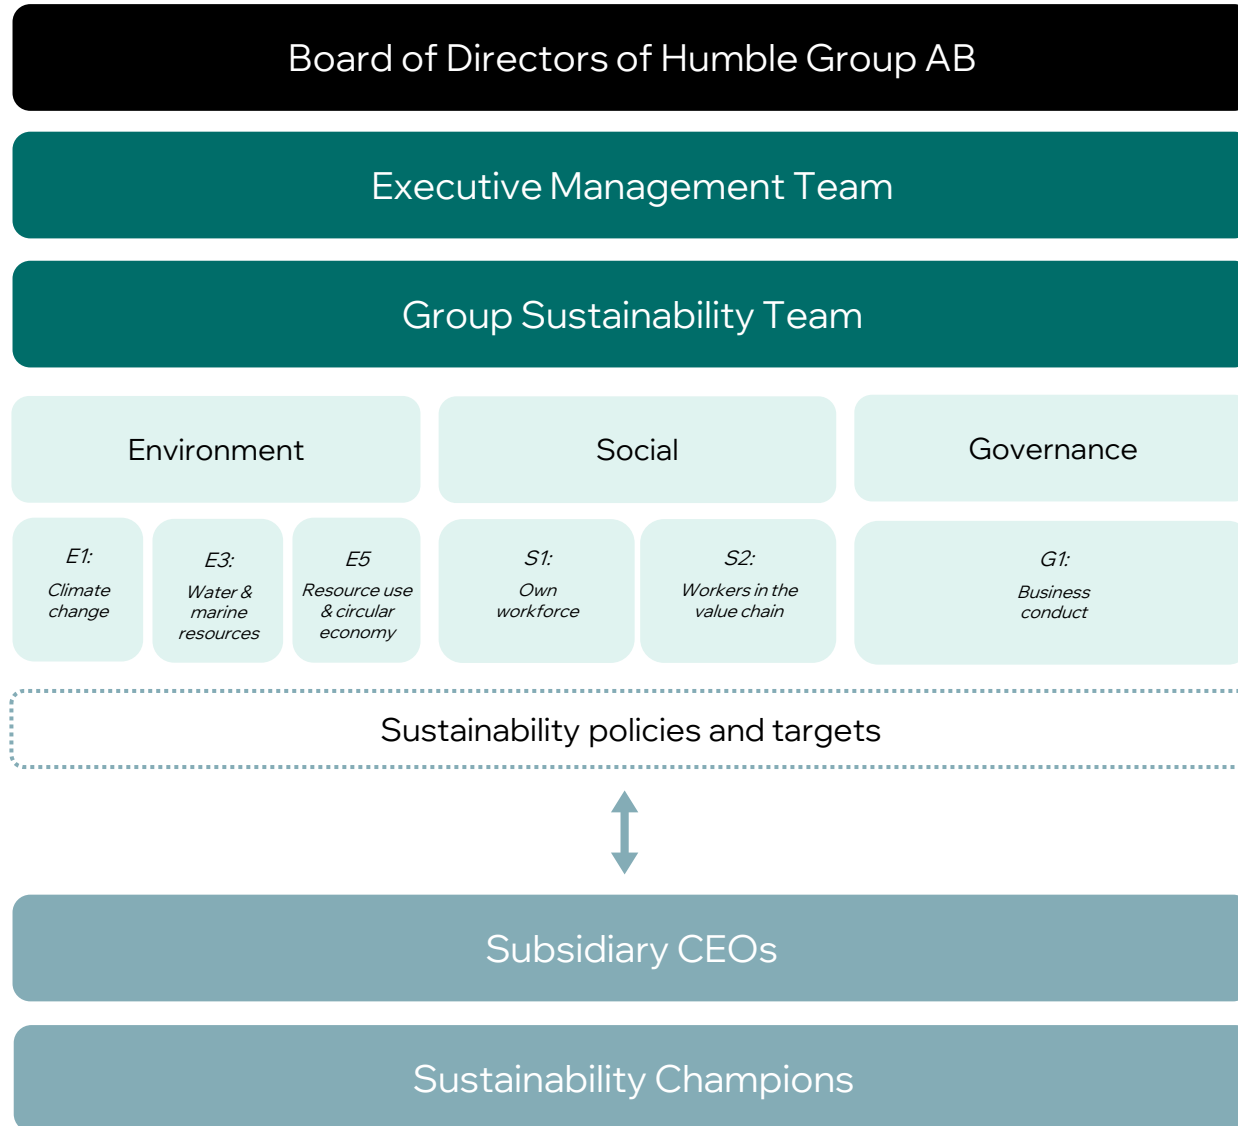 Board of Directors of Humble Group AB
Executive Management Team
Group Sustainability Team
Environment
Social
Governance
E1:
Climate
change
E3:
Water &
marine
resources
E5
Resource use
& circular
economy
S1:
Own
workforce
S2:
Workers in the
value chain
G1:
Business
conduct
Sustainability policies and targets
Subsidiary CEOs
Sustainability Champions